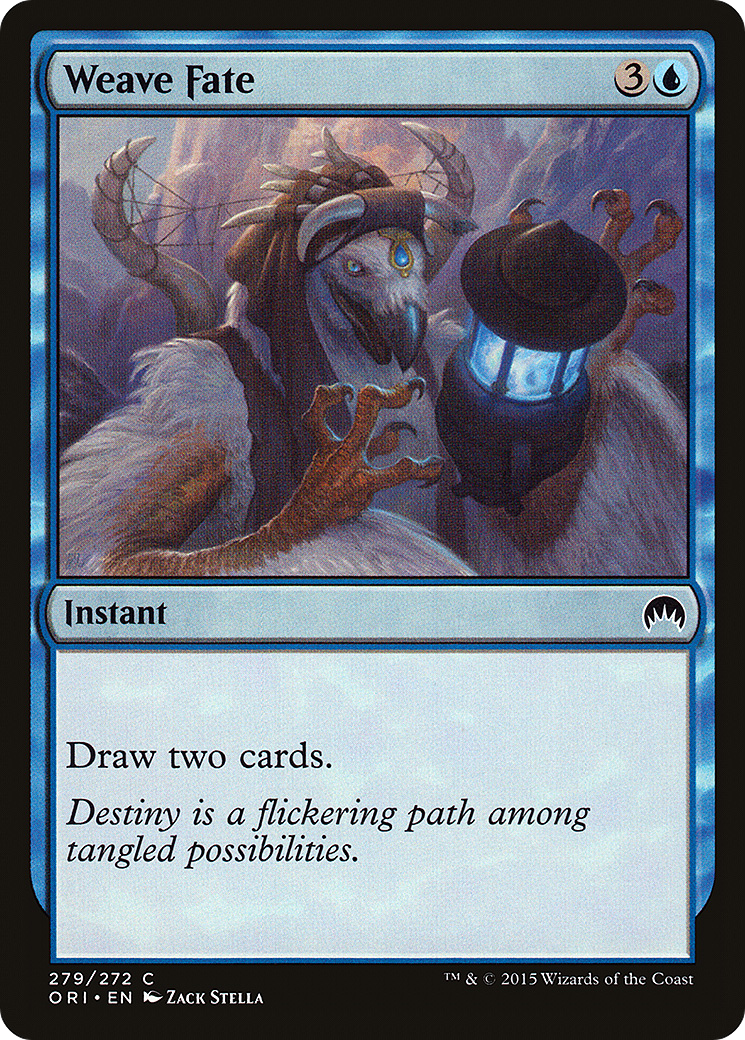 Weave Fate 3
Instant
Draw two cards.
Destiny is a flickering path among
tangled possibilities.
279/272 C
ORI • EN Zack Stella
™ & © 2015 Wizards of the Coast